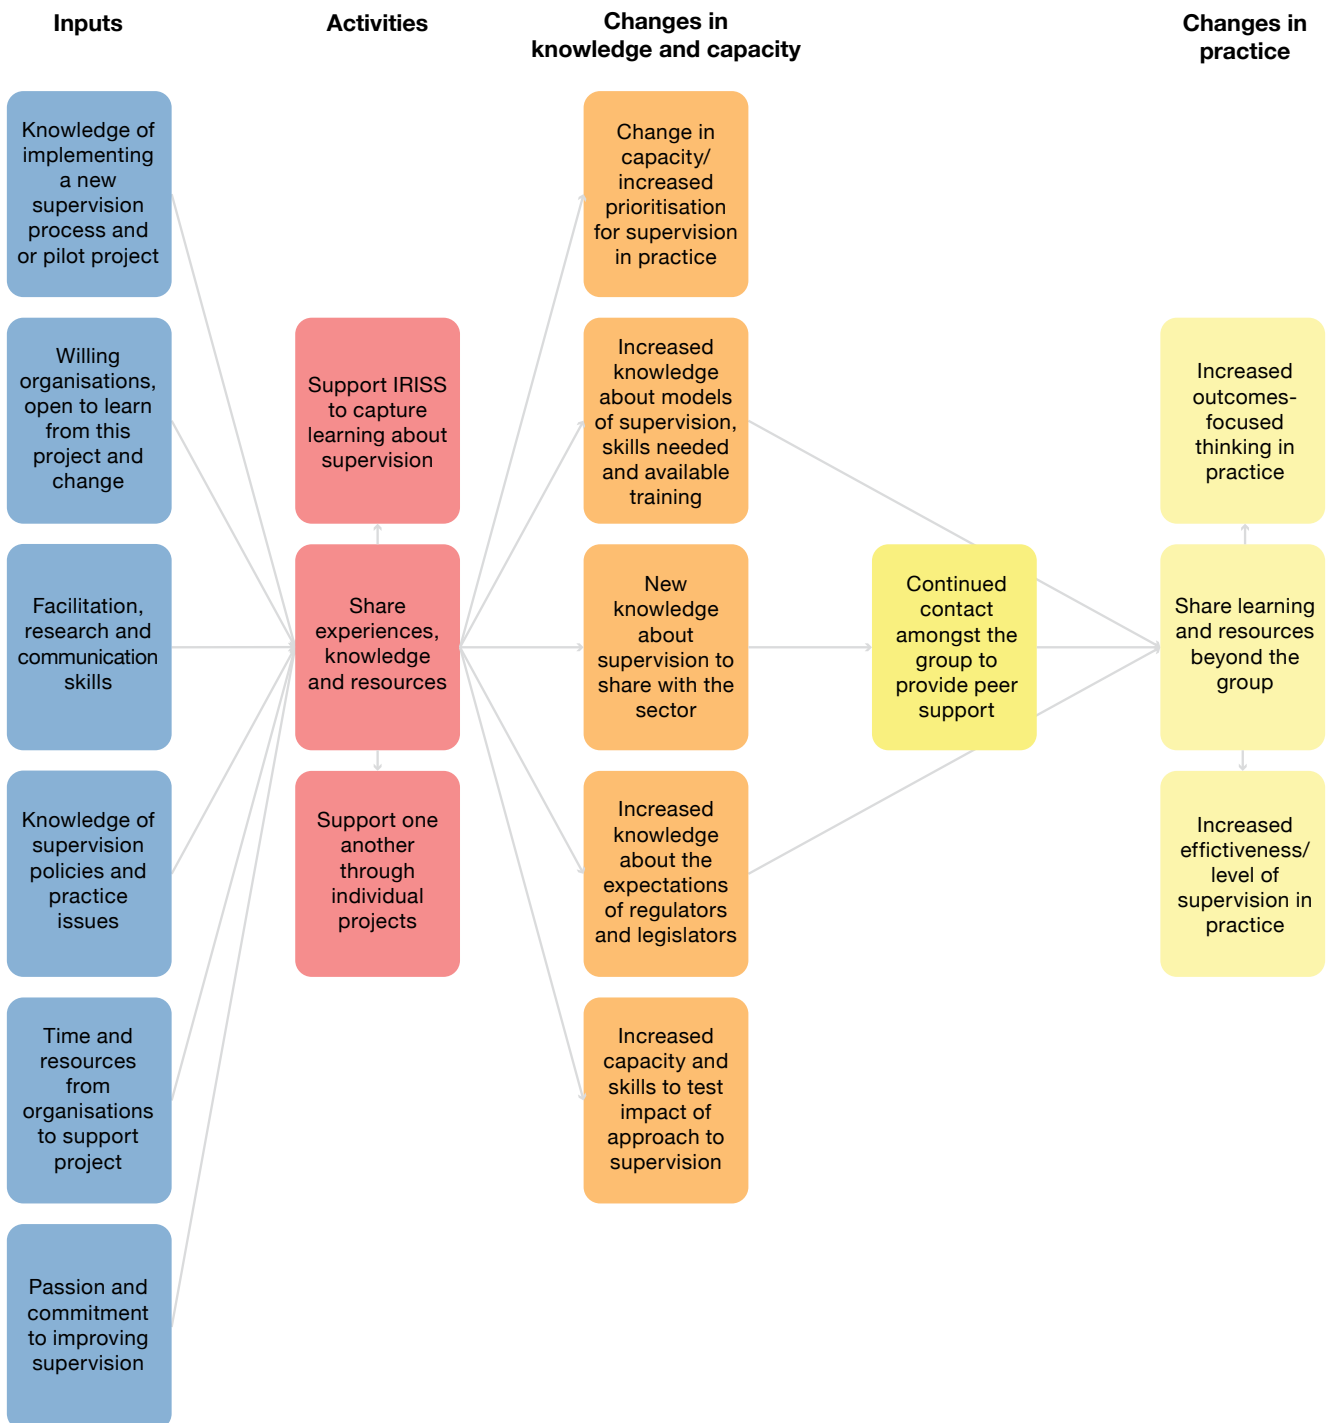 Inputs
Activities
Changes in
knowledge and capacity
Changes in
practice
Knowledge of
implementing
a new
supervision
process and
or pilot project
Willing
organisations,
open to learn
from this
project and
change
Facilitation,
research and
communication
skills
Knowledge of
supervision
policies and
practice
issues
Time and
resources
from
organisations
to support
project
Passion and
commitment
to improving
supervision
Support IRISS
to capture
learning about
supervision
Share
experiences,
knowledge
and resources
Support one
another
through
individual
projects
Change in
capacity/
increased
prioritisation
for supervision
in practice
Increased
knowledge
about models
of supervision,
skills needed
and available
training
New
knowledge
about
supervision to
share with the
sector
Increased
knowledge
about the
expectations
of regulators
and legislators
Increased
capacity and
skills to test
impact of
approach to
supervision
Continued
contact
amongst the
group to
provide peer
support
Increased
outcomes-
focused
thinking in
practice
Share learning
and resources
beyond the
group
Increased
effictiveness/
level of
supervision in
practice